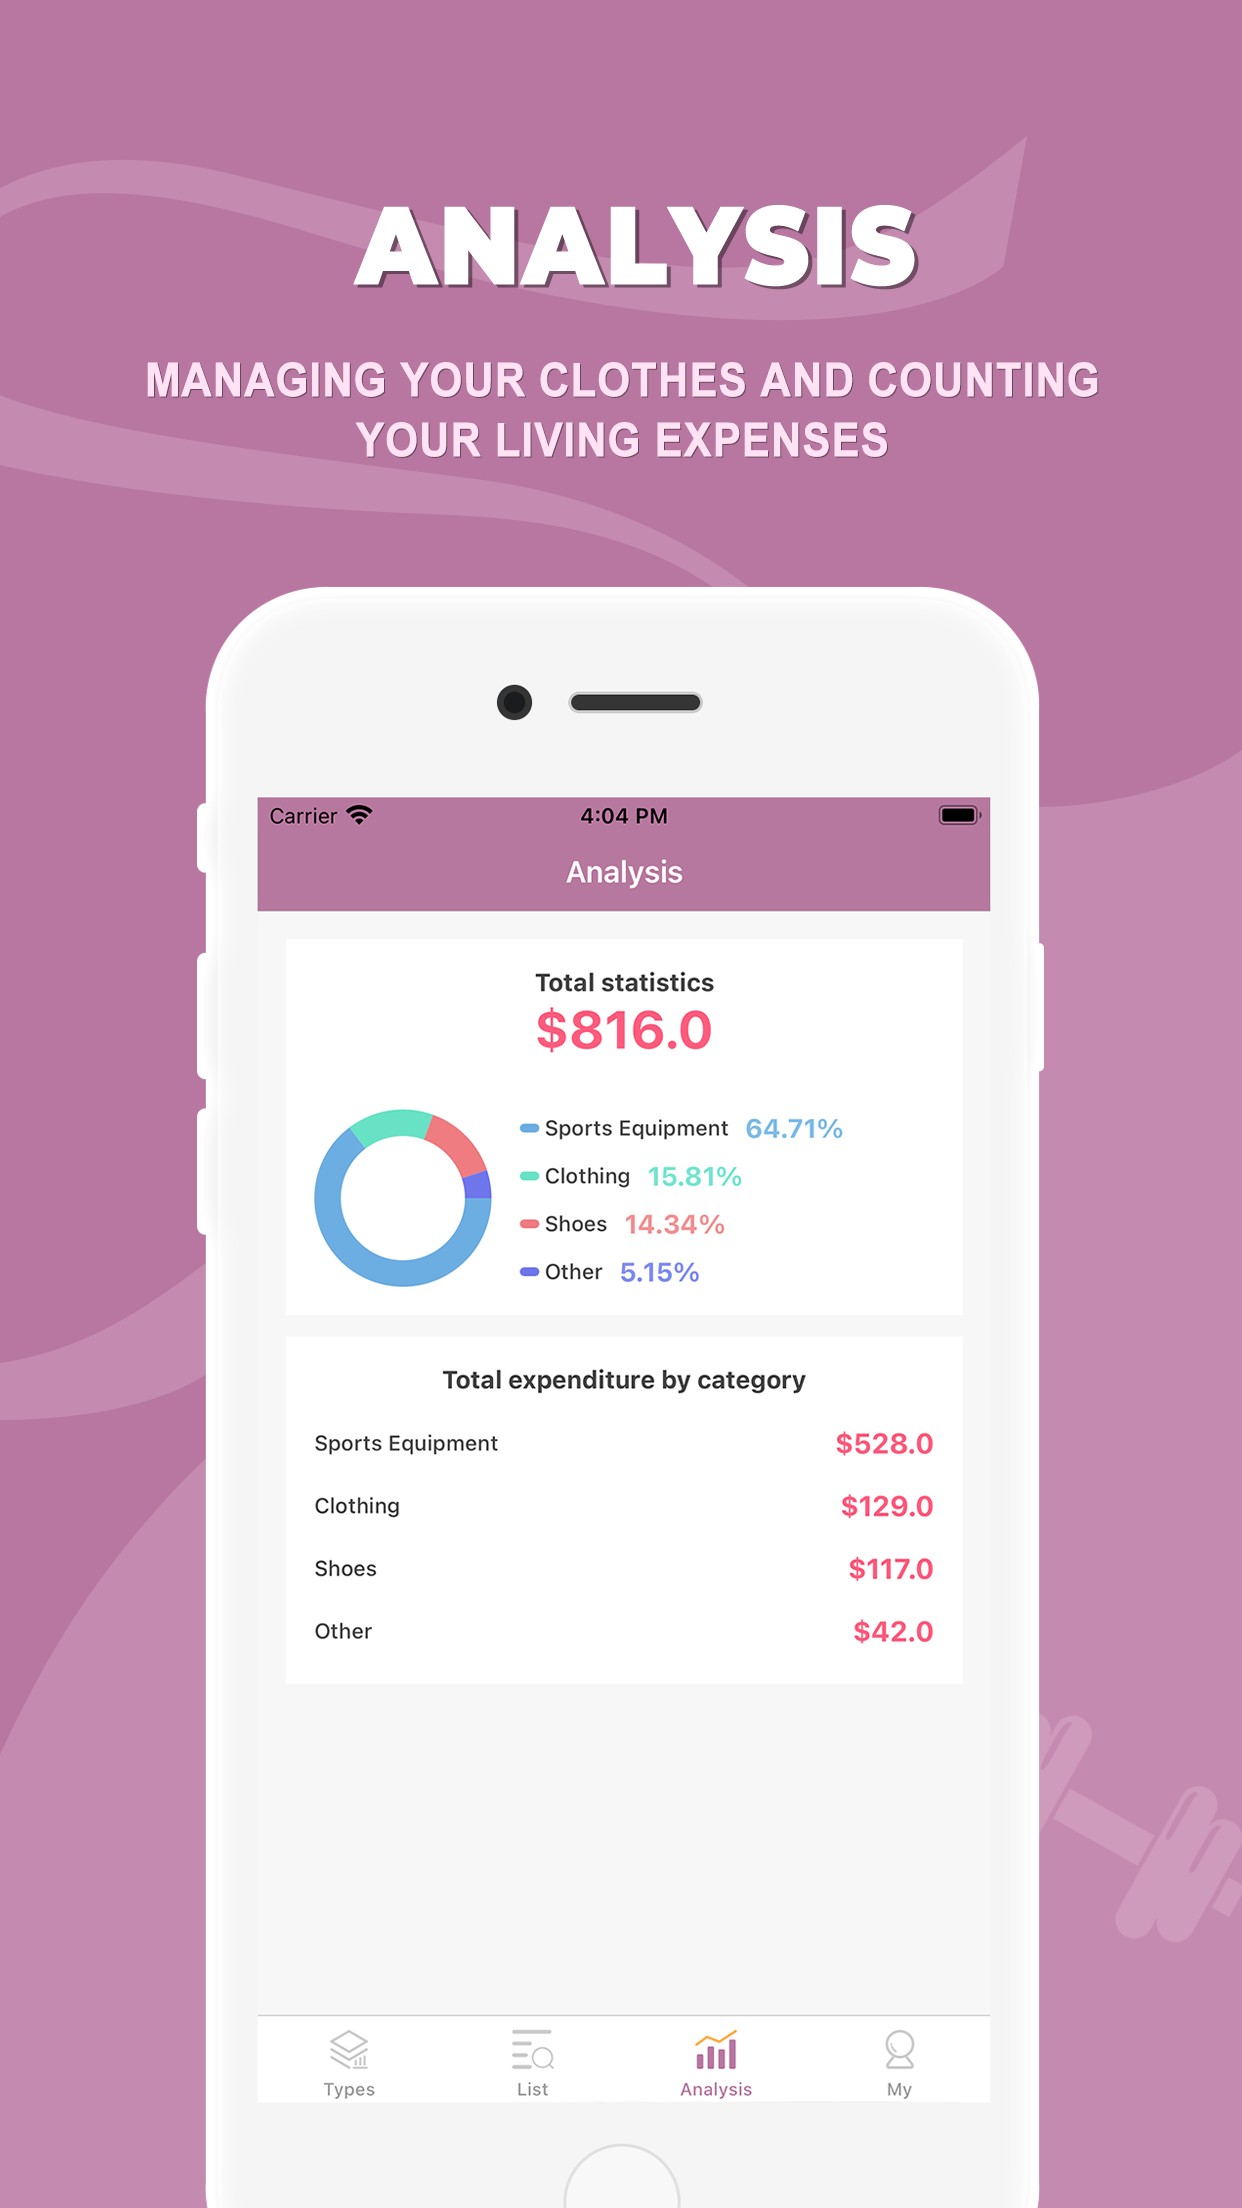 ANALYSIS
MANAGING YOUR CLOTHES AND COUNTING
YOUR LIVING EXPENSES
Carrier 4:04 PM
Analysis
Total statistics
$816.0
Sports Equipment 64.71%
Clothing 15.81%
Shoes 14.34%
Other 5.15%
Total expenditure by category
Sports Equipment $528.0
Clothing $129.0
Shoes $117.0
Other $42.0
Types List Analysis My